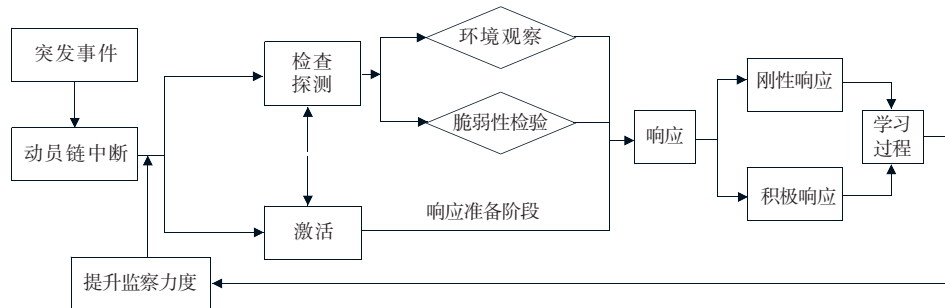 突发事件
动员链中断
检查
探测
激活
环境观察
脆弱性检验
响应准备阶段
响应
刚性响应
积极响应
学习
过程
提升监察力度